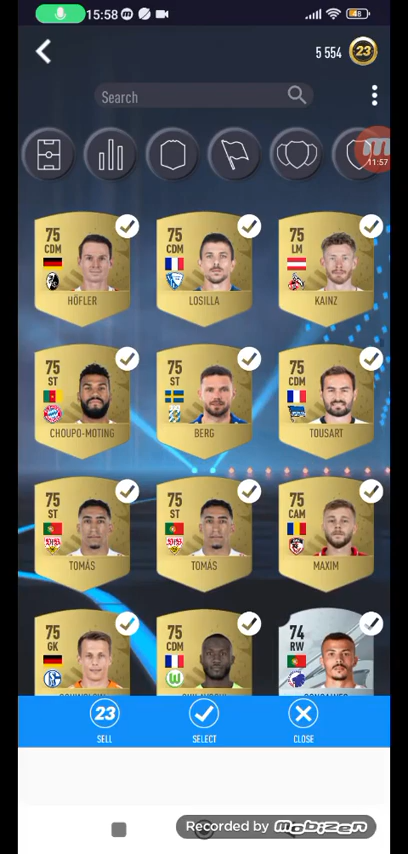 15:58
48
5 554
23
Search
11:57
75
CDM
HÖFLER
75
CDM
LOSILLA
75
LM
KAINZ
75
ST
CHOUPO-MOTING
75
ST
BERG
75
CDM
TOUSART
75
ST
TOMÁS
75
ST
TOMÁS
75
CAM
MAXIM
75
GK
75
CDM
74
RW
23
SELL
SELECT
CLOSE
Recorded by MOBIZEN